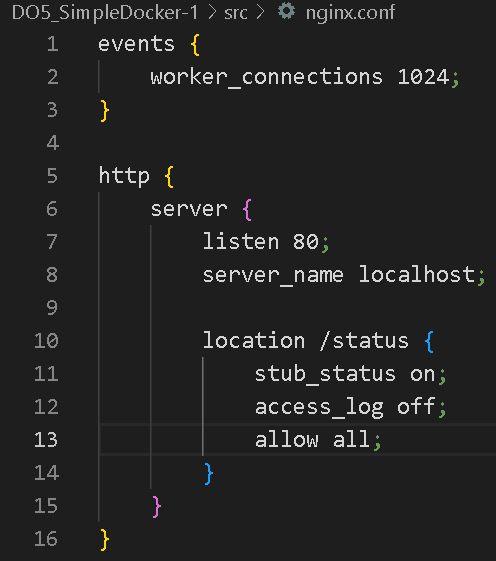 DO5_SimpleDocker-1 > src > nginx.conf
1 events {
2 worker_connections 1024;
3 }
4
5 http {
6 server {
7 listen 80;
8 server_name localhost;
9
10 location /status {
11 stub_status on;
12 access_log off;
13 allow all;
14 }
15 }
16 }